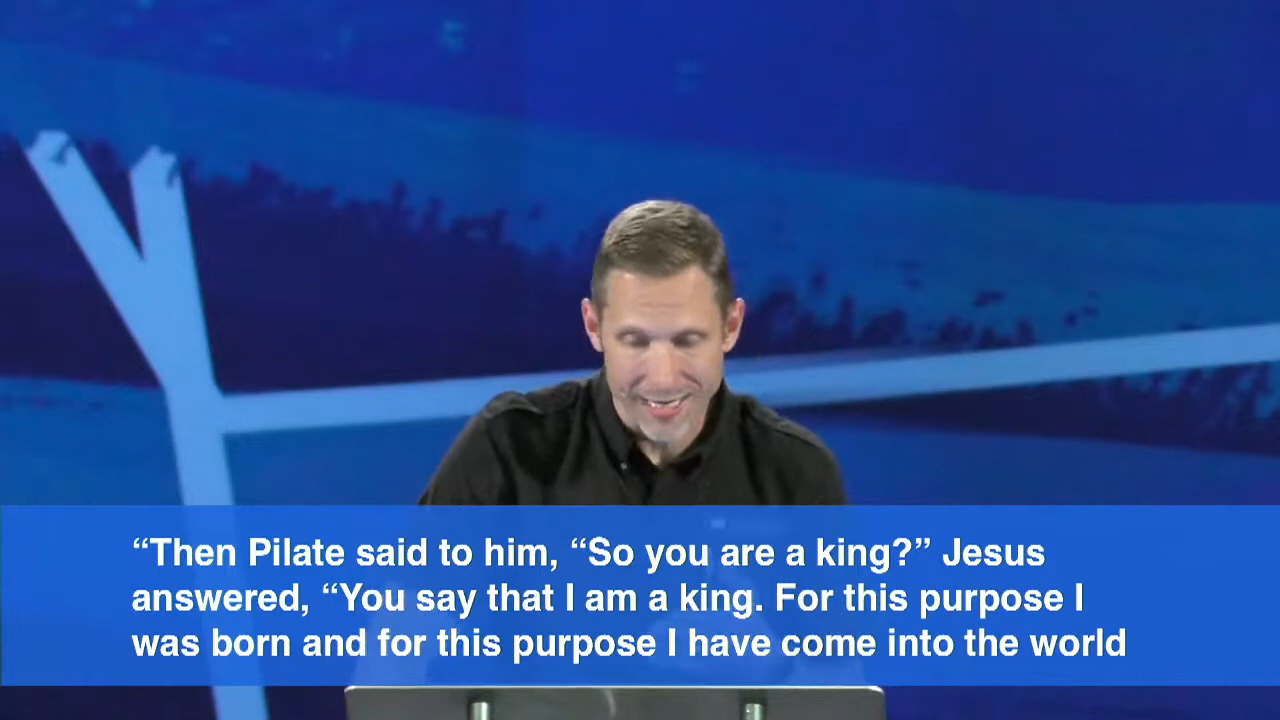 “Then Pilate said to him, “So you are a king?” Jesus
answered, “You say that I am a king. For this purpose I
was born and for this purpose I have come into the world